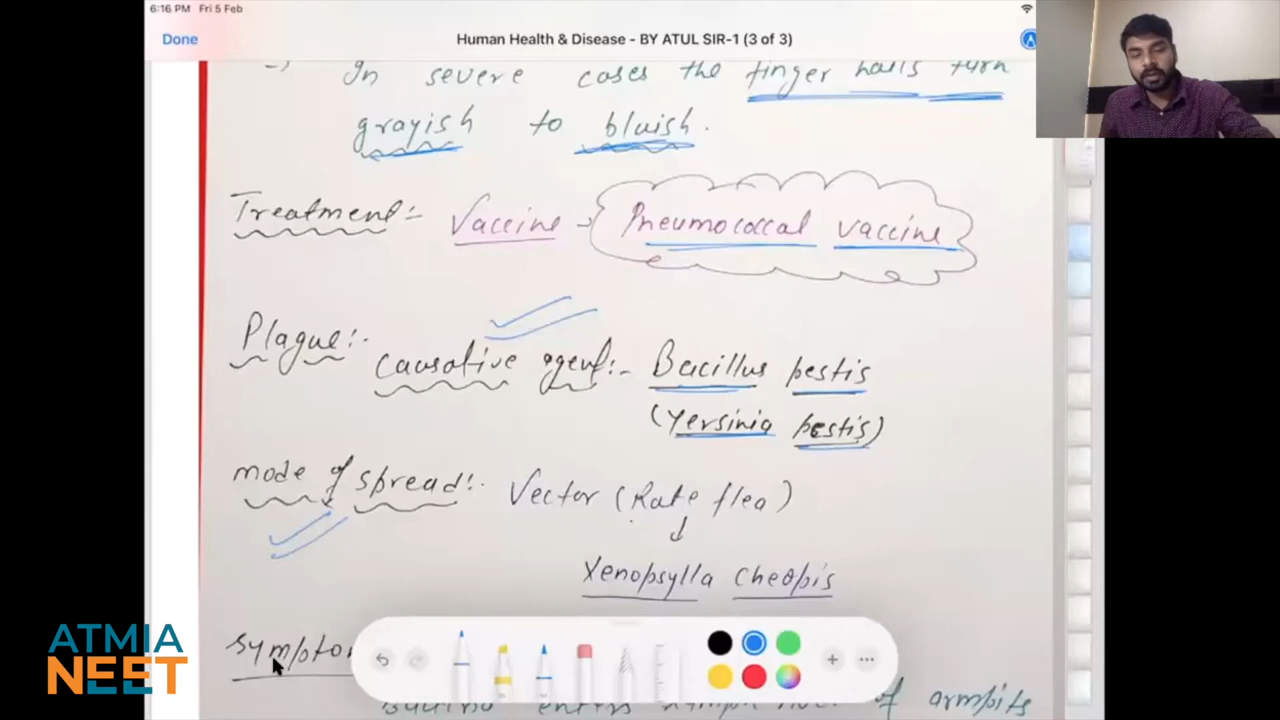 6:16 PM Fri 5 Feb
Done
Human Health & Disease - BY ATUL SIR-1 (3 of 3)
In severe cases the finger nails turn
grayish to bluish.
Treatment:- Vaccine → Pneumococcal vaccine
Plague:-
causative agent:- Bacillus pestis
(Yersinia pestis)
mode of spread:- Vector (Rate flea)
↓
Xenopsylla cheopis
ATMIA
NEET
enters of armpits